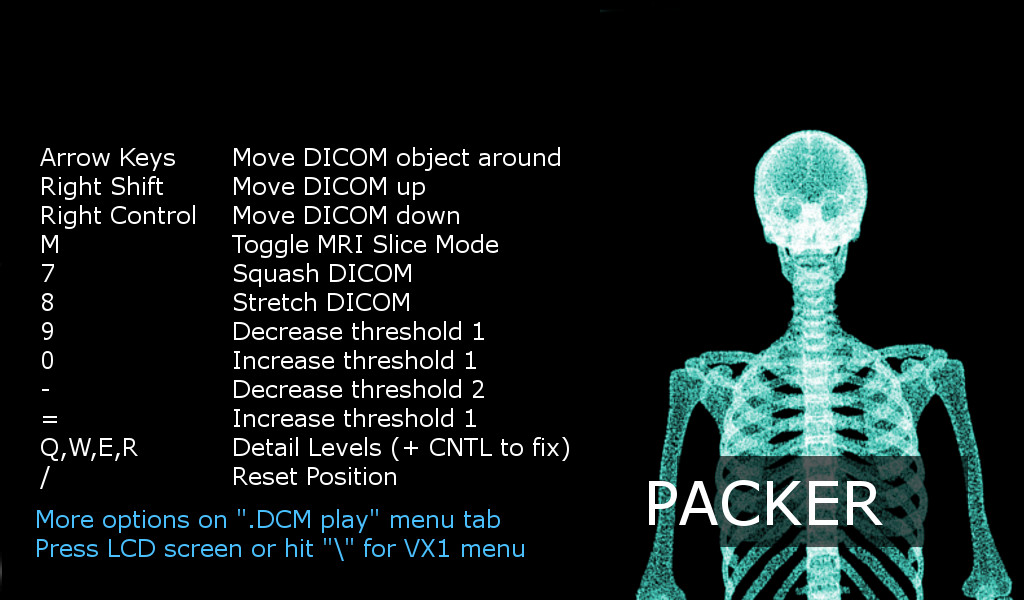 Arrow Keys Move DICOM object around
Right Shift Move DICOM up
Right Control Move DICOM down
M Toggle MRI Slice Mode
7 Squash DICOM
8 Stretch DICOM
9 Decrease threshold 1
0 Increase threshold 1
- Decrease threshold 2
= Increase threshold 1
Q,W,E,R Detail Levels (+ CNTL to fix)
/ Reset Position
More options on ".DCM play" menu tab
Press LCD screen or hit "\" for VX1 menu
PACKER